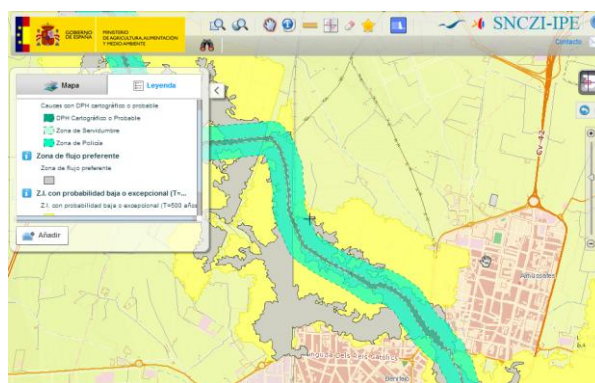 GOBIERNO DE ESPAÑA
MINISTERIO DE AGRICULTURA, ALIMENTACIÓN Y MEDIO AMBIENTE
SNCZI-IPE
Contacto
Mapa
Leyenda
Cauces con DPH cartográfico o probable
DPH Cartográfico o Probable
Zona de Servidumbre
Zona de Policía
Zona de flujo preferente
Zona de flujo preferente
Z.I. con probabilidad baja o excepcional (T=...
Z.I. con probabilidad baja o excepcional (T=500 años
Añadir
Almussafes
Benifaió